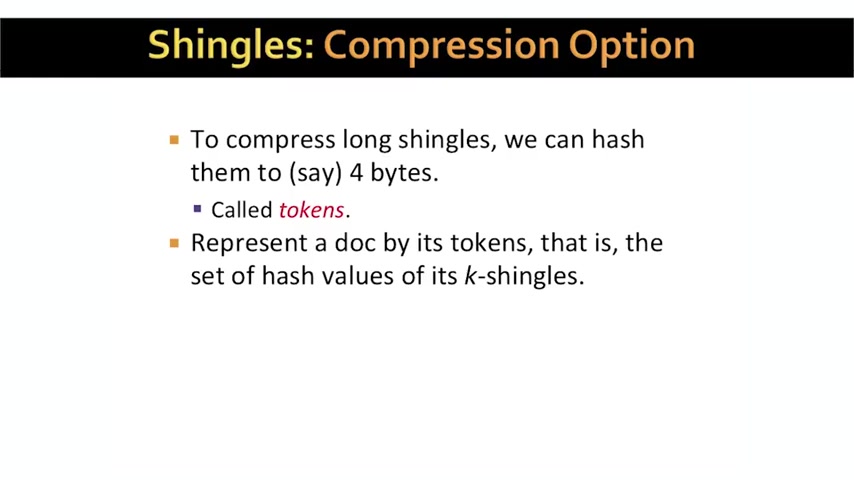 Shingles: Compression Option
To compress long shingles, we can hash
them to (say) 4 bytes.
Called tokens.
Represent a doc by its tokens, that is, the
set of hash values of its k-shingles.